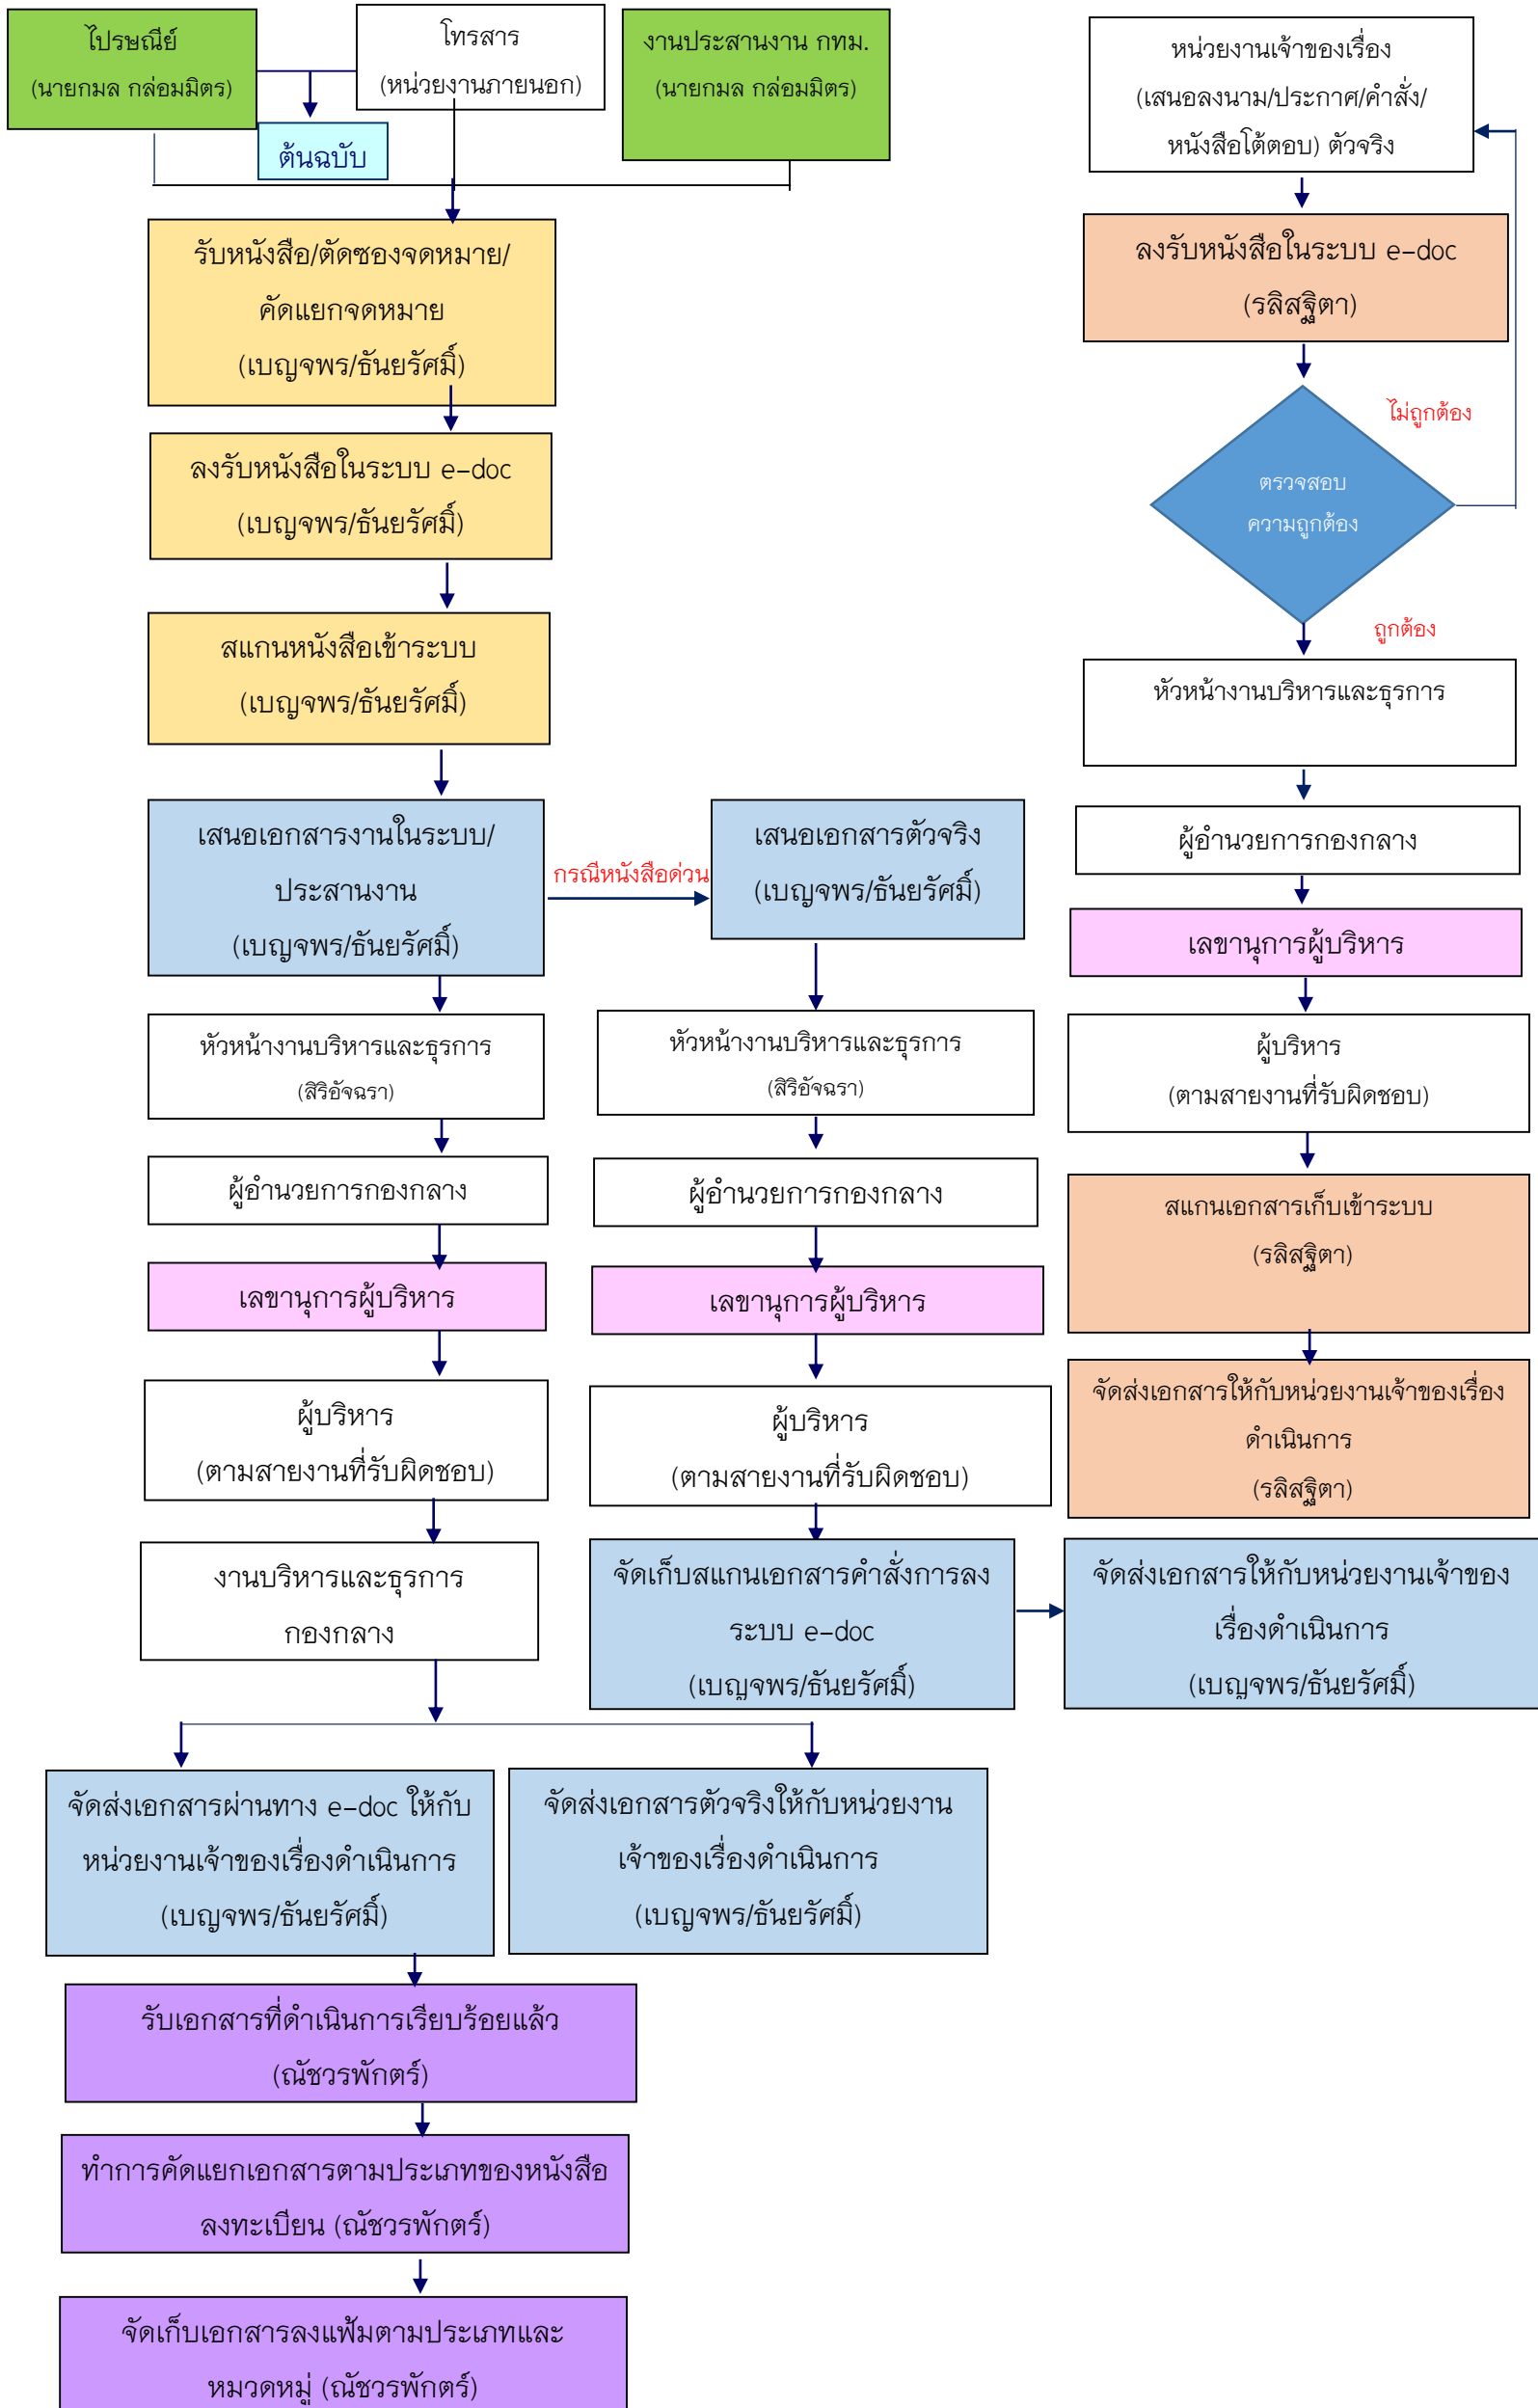 ไปรษณีย์
(นายกมล กล่อมมิตร)
โทรสาร
(หน่วยงานภายนอก)
งานประสานงาน กทม.
(นายกมล กล่อมมิตร)
ต้นฉบับ
รับหนังสือ/ตัดซองจดหมาย/
คัดแยกจดหมาย
(เบญจพร/ธันยรัศมิ์)
ลงรับหนังสือในระบบ e-doc
(เบญจพร/ธันยรัศมิ์)
สแกนหนังสือเข้าระบบ
(เบญจพร/ธันยรัศมิ์)
เสนอเอกสารงานในระบบ/
ประสานงาน
(เบญจพร/ธันยรัศมิ์)
กรณีหนังสือด่วน
หัวหน้างานบริหารและธุรการ
(สิริอัจฉรา)
ผู้อำนวยการกองกลาง
เลขานุการผู้บริหาร
ผู้บริหาร
(ตามสายงานที่รับผิดชอบ)
งานบริหารและธุรการ
กองกลาง
เสนอเอกสารตัวจริง
(เบญจพร/ธันยรัศมิ์)
หัวหน้างานบริหารและธุรการ
(สิริอัจฉรา)
ผู้อำนวยการกองกลาง
เลขานุการผู้บริหาร
ผู้บริหาร
(ตามสายงานที่รับผิดชอบ)
จัดเก็บสแกนเอกสารคำสั่งการลง
ระบบ e-doc
(เบญจพร/ธันยรัศมิ์)
จัดส่งเอกสารให้กับหน่วยงานเจ้าของ
เรื่องดำเนินการ
(เบญจพร/ธันยรัศมิ์)
จัดส่งเอกสารผ่านทาง e-doc ให้กับ
หน่วยงานเจ้าของเรื่องดำเนินการ
(เบญจพร/ธันยรัศมิ์)
จัดส่งเอกสารตัวจริงให้กับหน่วยงาน
เจ้าของเรื่องดำเนินการ
(เบญจพร/ธันยรัศมิ์)
รับเอกสารที่ดำเนินการเรียบร้อยแล้ว
(ณัชวรพักตร์)
ทำการคัดแยกเอกสารตามประเภทของหนังสือ
ลงทะเบียน (ณัชวรพักตร์)
จัดเก็บเอกสารลงแฟ้มตามประเภทและ
หมวดหมู่ (ณัชวรพักตร์)
หน่วยงานเจ้าของเรื่อง
(เสนอลงนาม/ประกาศ/คำสั่ง/
หนังสือโต้ตอบ) ตัวจริง
ลงรับหนังสือในระบบ e-doc
(รลิสฐิตา)
ตรวจสอบ
ความถูกต้อง
ไม่ถูกต้อง
ถูกต้อง
หัวหน้างานบริหารและธุรการ
ผู้อำนวยการกองกลาง
เลขานุการผู้บริหาร
ผู้บริหาร
(ตามสายงานที่รับผิดชอบ)
สแกนเอกสารเก็บเข้าระบบ
(รลิสฐิตา)
จัดส่งเอกสารให้กับหน่วยงานเจ้าของเรื่อง
ดำเนินการ
(รลิสฐิตา)